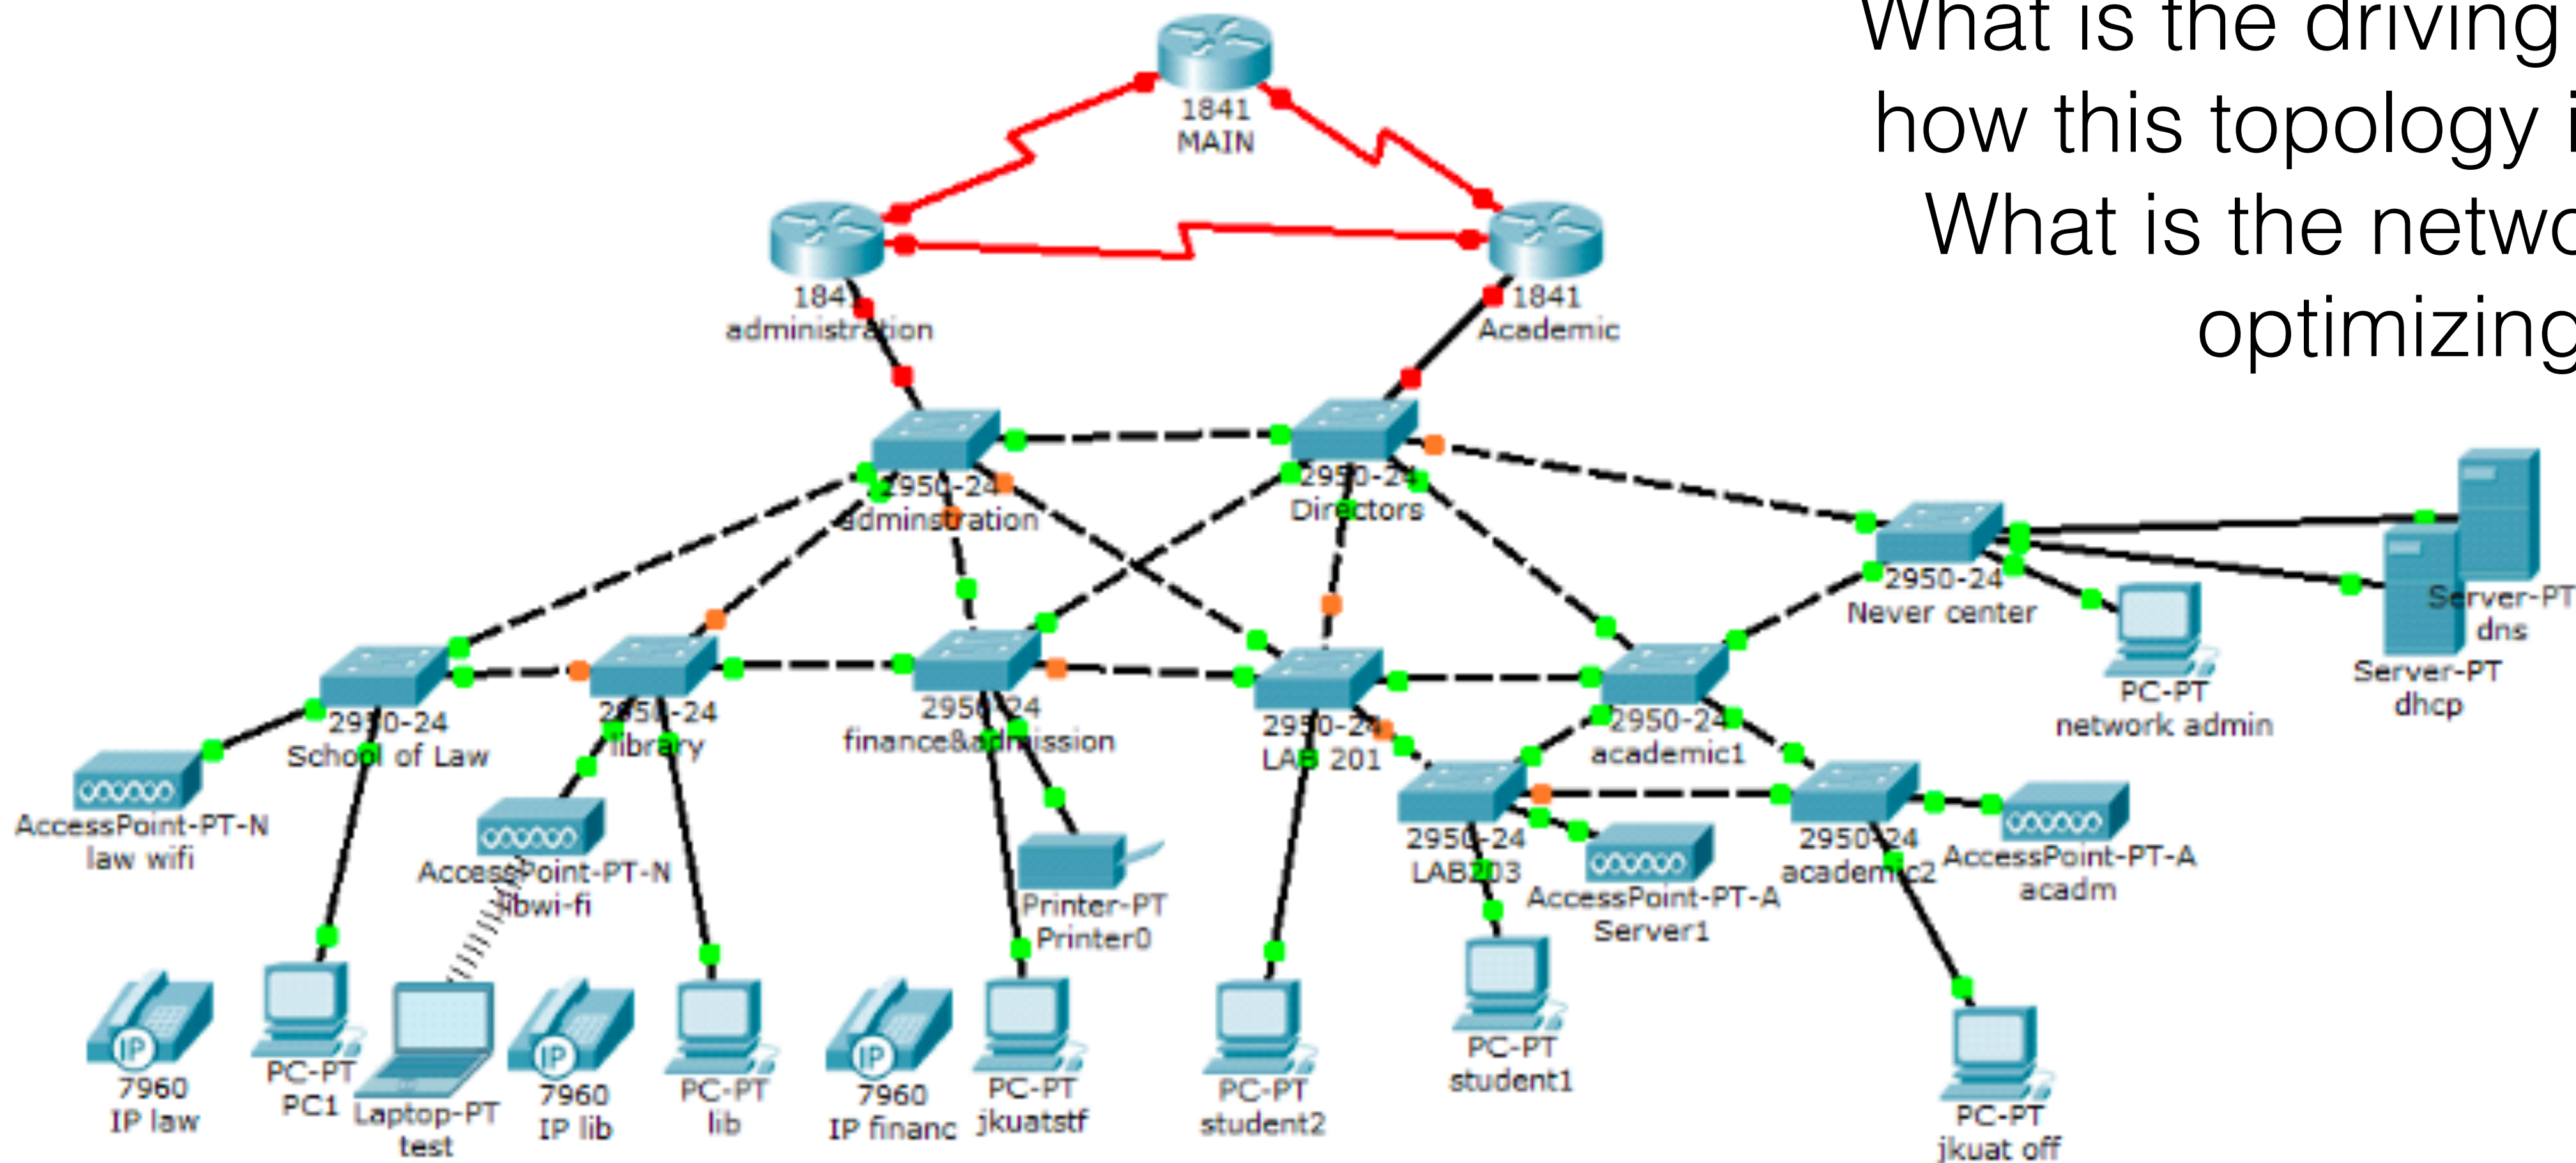 What is the driving
how this topology i
What is the netwo
optimizing
1841
MAIN
1841
administration
1841
Academic
2950-24
adminstration
2950-24
Directors
2950-24
Never center
Server-PT
dns
Server-PT
dhcp
PC-PT
network admin
2950-24
School of Law
2950-24
library
2950-24
finance&admission
2950-24
LAB 201
2950-24
academic1
2950-24
LAB203
2950-24
academic2
AccessPoint-PT-N
law wifi
AccessPoint-PT-N
libwi-fi
Printer-PT
Printer0
AccessPoint-PT-A
Server1
AccessPoint-PT-A
acadm
IP
7960
IP law
PC-PT
PC1
Laptop-PT
test
IP
7960
IP lib
PC-PT
lib
IP
7960
IP financ
PC-PT
jkuatstf
PC-PT
student2
PC-PT
student1
PC-PT
jkuat off